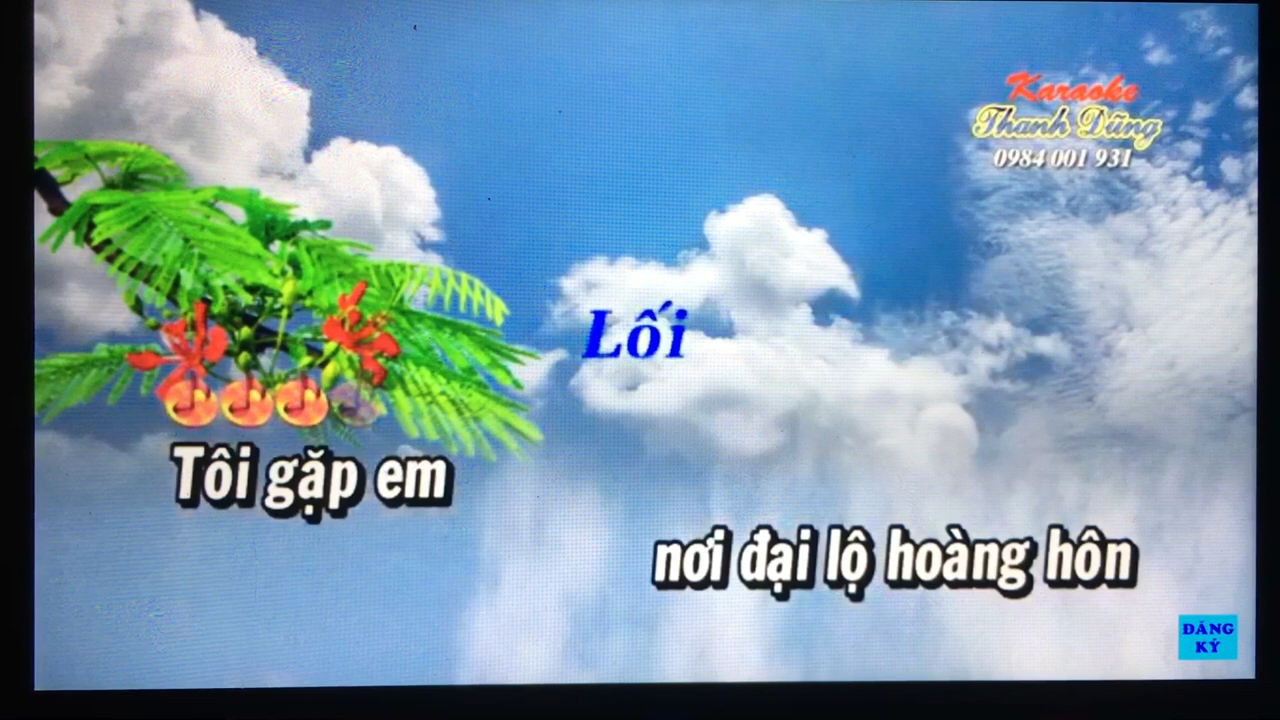 Karaoke
Thanh Dũng
0984 001 931
Lối
Tôi gặp em
nơi đại lộ hoàng hôn
ĐĂNG
KÝ